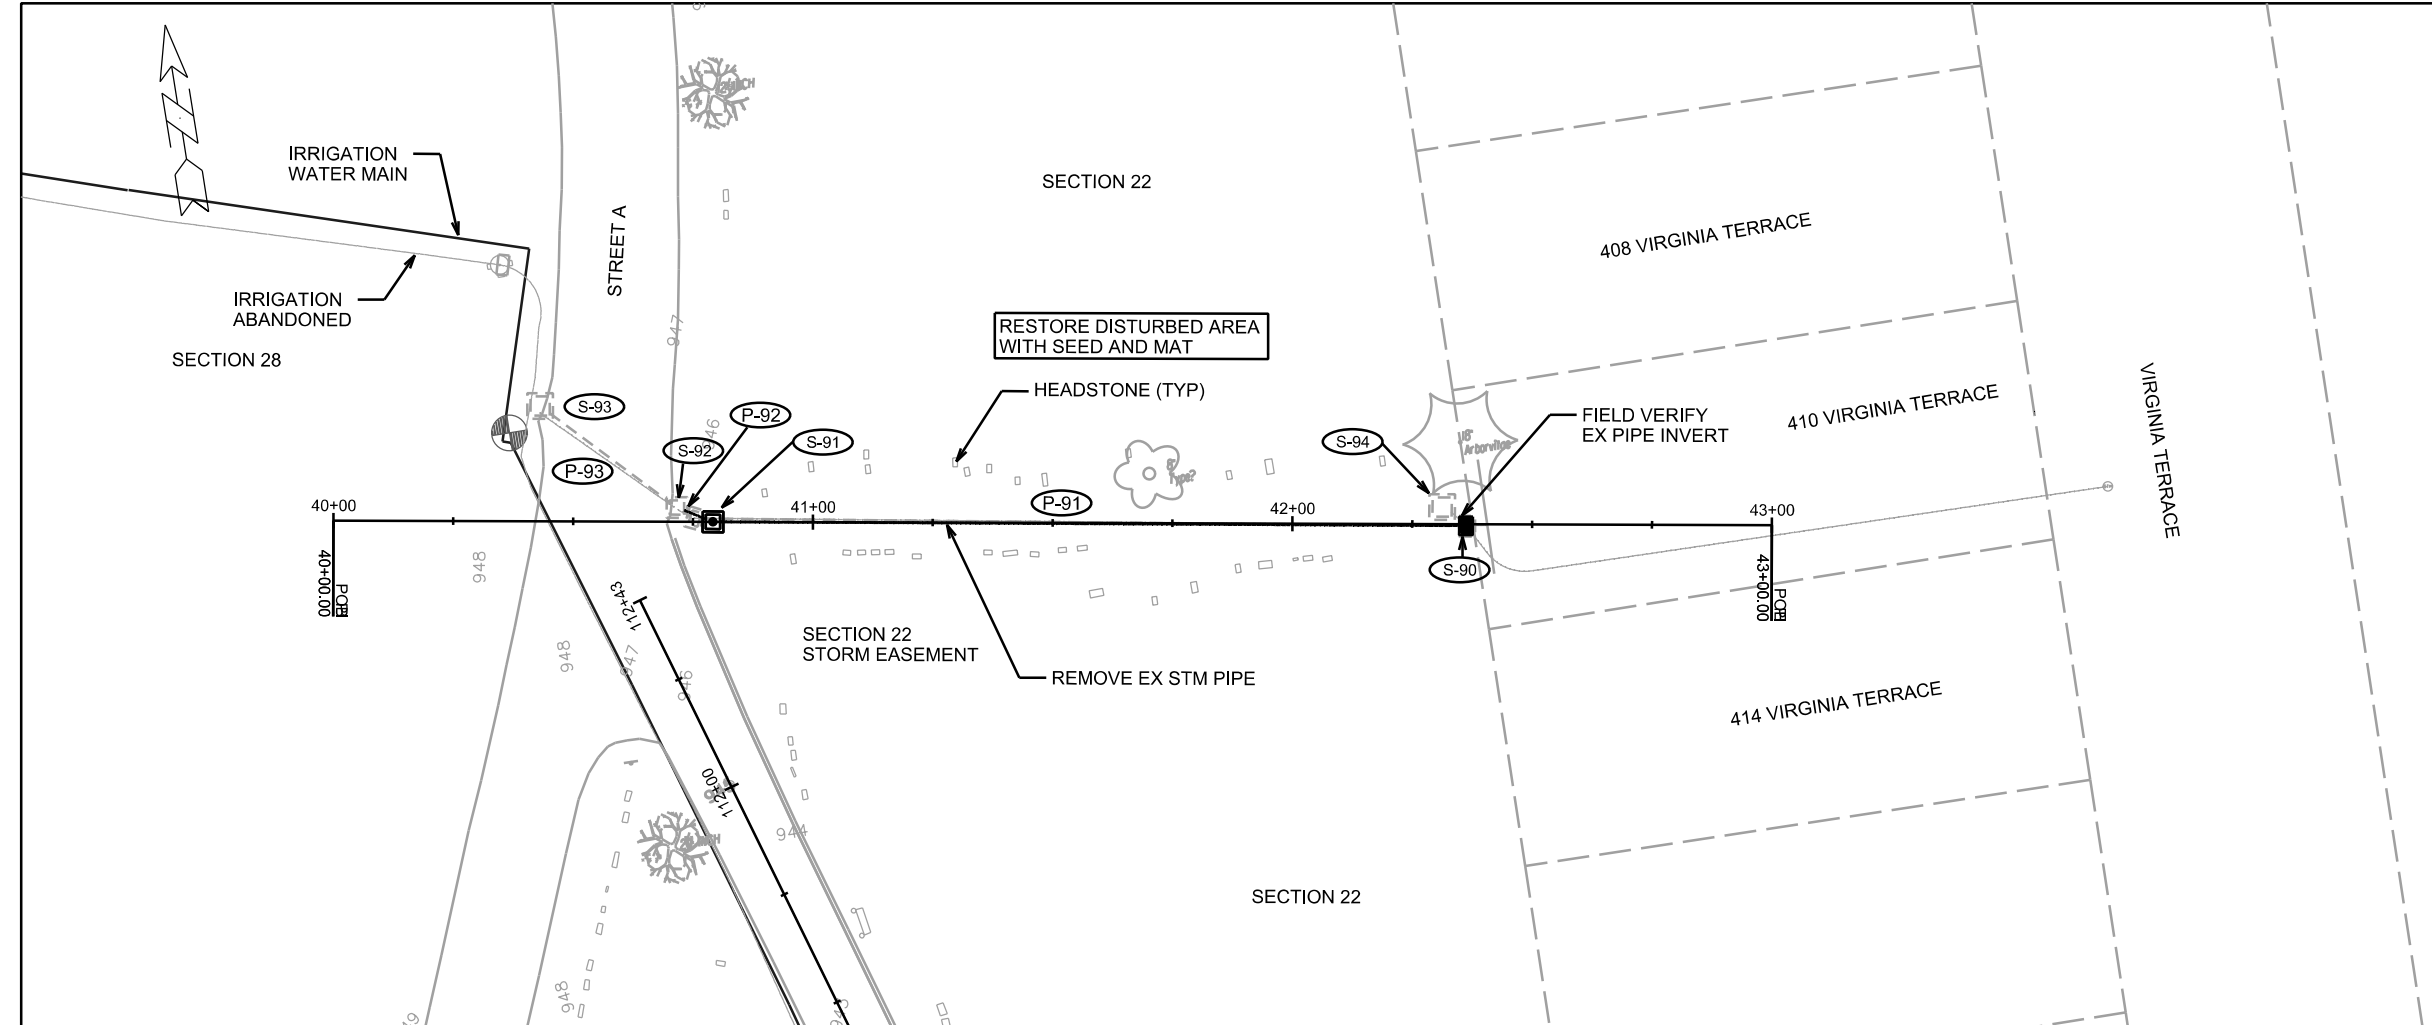 IRRIGATION
WATER MAIN
SECTION 22
STREET A
408 VIRGINIA TERRACE
IRRIGATION
ABANDONED
SECTION 28
947
RESTORE DISTURBED AREA
WITH SEED AND MAT
HEADSTONE (TYP)
410 VIRGINIA TERRACE
VIRGINIA TERRACE
S-93
P-92
946
S-92
S-91
S-94
FIELD VERIFY
EX PIPE INVERT
Arborvitae
8"
Type?
P-93
P-91
40+00
41+00
42+00
43+00
40+00.00
43+00.00
S-90
948
112+43
948
947
946
SECTION 22
STORM EASEMENT
REMOVE EX STM PIPE
414 VIRGINIA TERRACE
112+00
944
SECTION 22
948